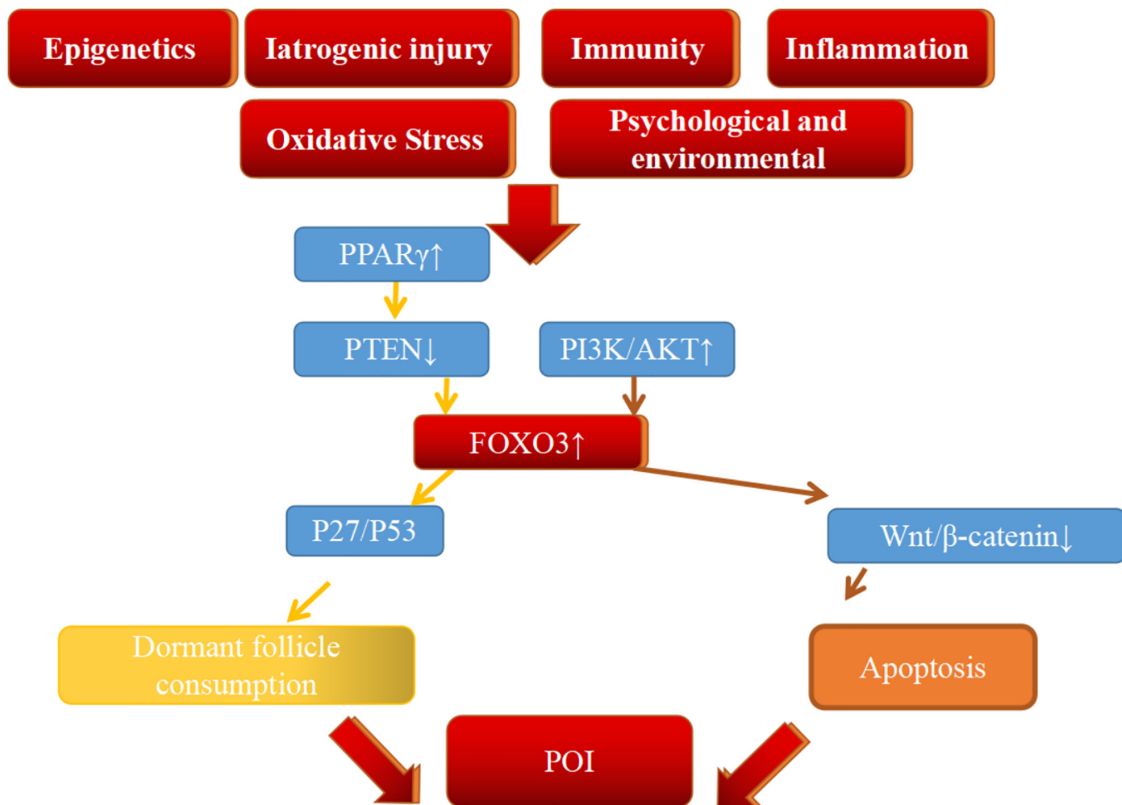 Epigenetics
Iatrogenic injury
Immunity
Inflammation
Oxidative Stress
Psychological and
environmental
PPARγ↑
PTEN↓
PI3K/AKT↑
FOXO3↑
P27/P53
Wnt/β-catenin↓
Dormant follicle
consumption
Apoptosis
POI